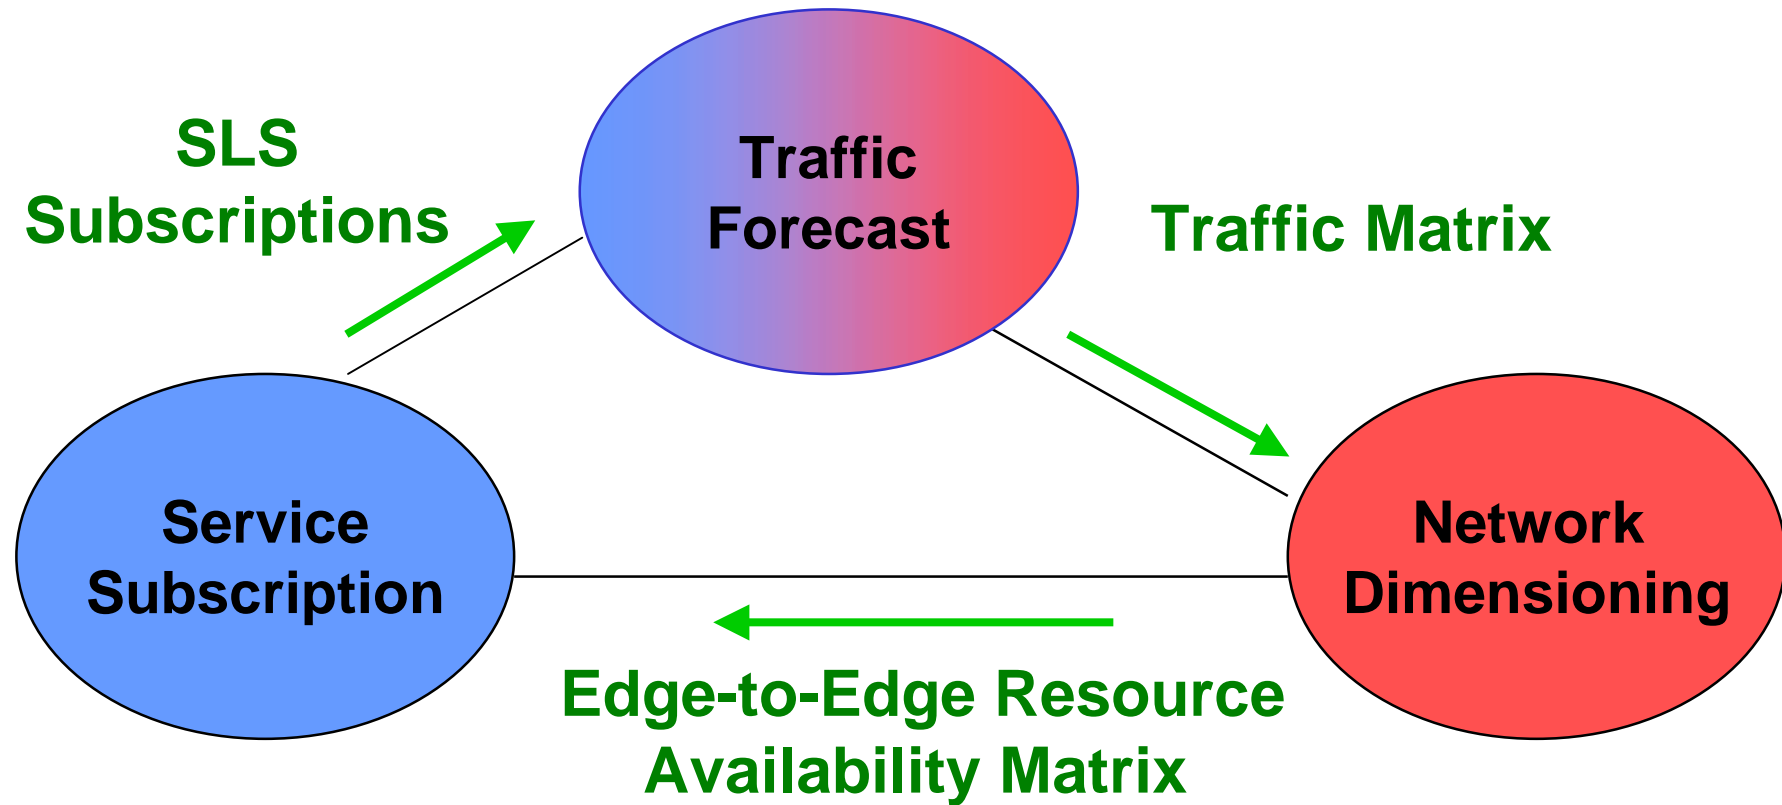 SLS
Subscriptions
Traffic
Forecast
Traffic Matrix
Service
Subscription
Network
Dimensioning
Edge-to-Edge Resource
Availability Matrix